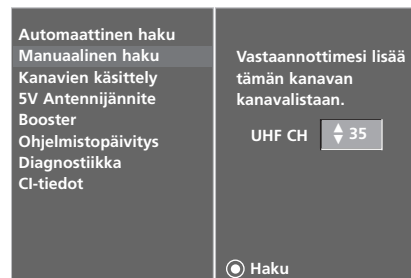 Automaattinen haku
Manuaalinen haku
Kanavien käsittely
5V Antennijännite
Booster
Ohjelmistopäivitys
Diagnostiikka
CI-tiedot
Vastaannottimesi lisää
tämän kanavan
kanavalistaan.
UHF CH 35
Haku